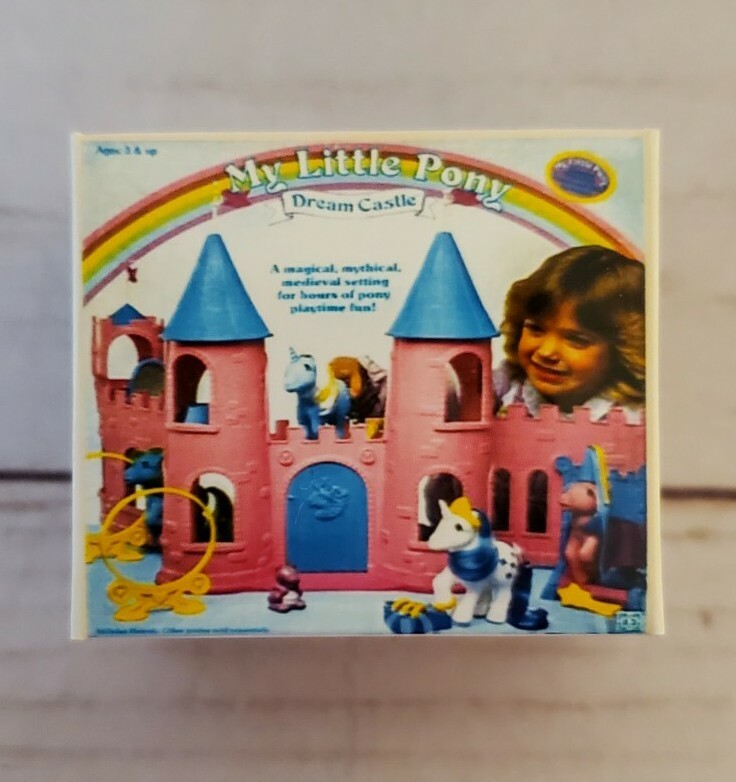 Ages: 3 & up
My Little Pony
Dream Castle
A magical, mythical,
medieval setting
for hours of pony
playtime fun!